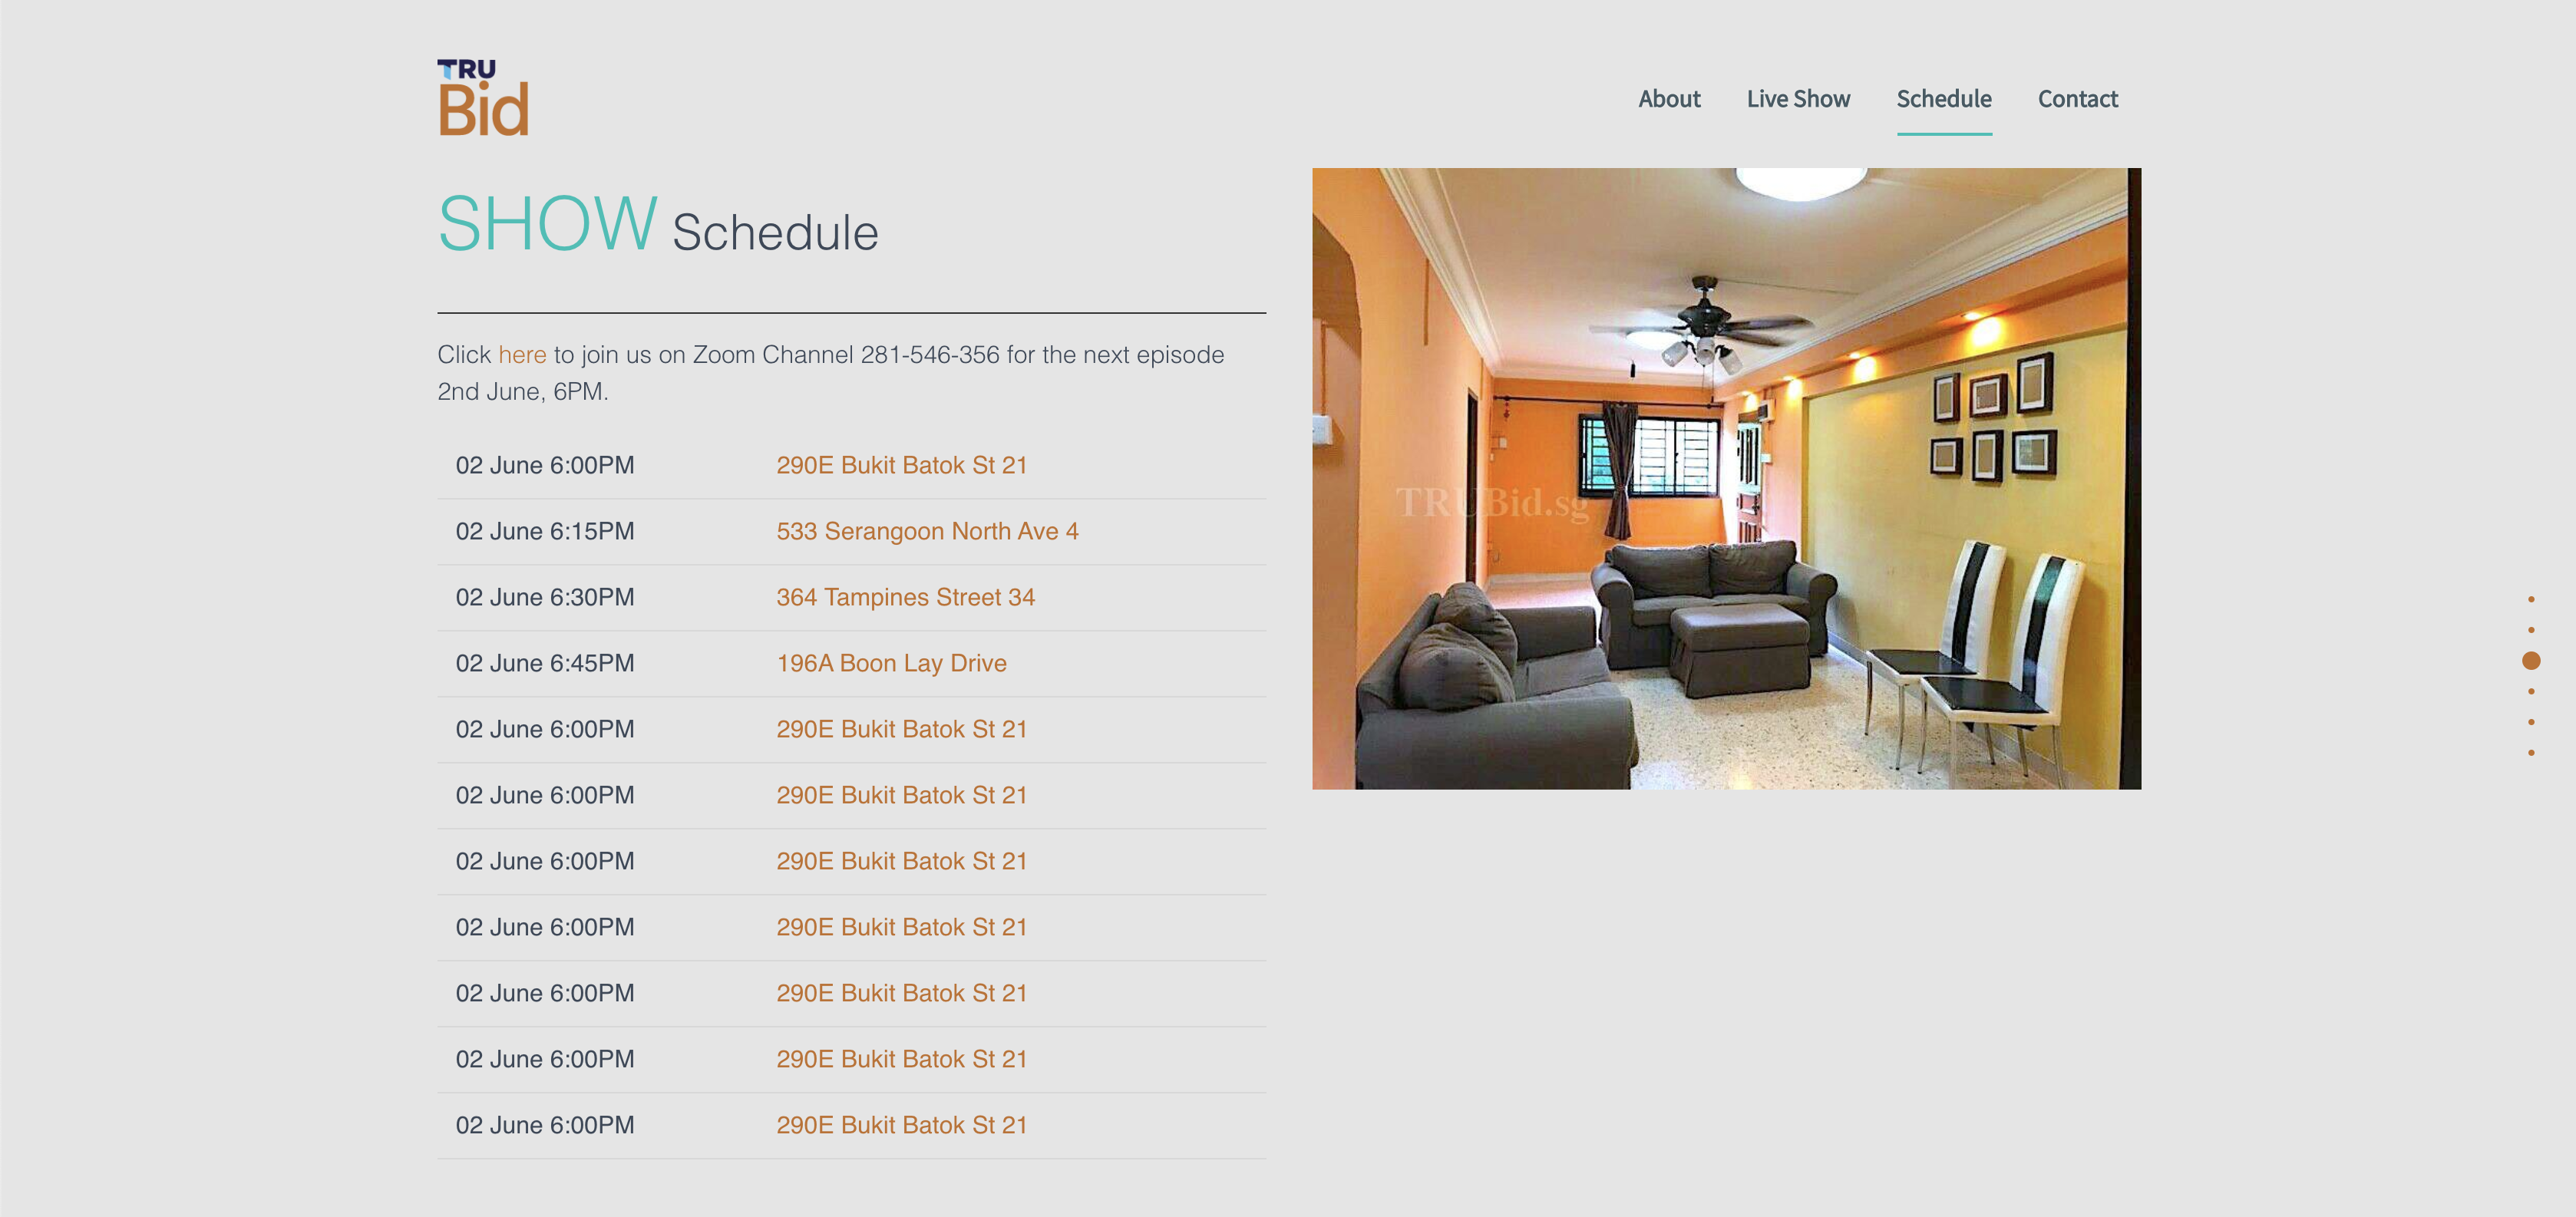 TRU
Bid
About Live Show Schedule Contact
SHOW Schedule
Click here to join us on Zoom Channel 281-546-356 for the next episode
2nd June, 6PM.
02 June 6:00PM 290E Bukit Batok St 21
02 June 6:15PM 533 Serangoon North Ave 4
02 June 6:30PM 364 Tampines Street 34
02 June 6:45PM 196A Boon Lay Drive
02 June 6:00PM 290E Bukit Batok St 21
02 June 6:00PM 290E Bukit Batok St 21
02 June 6:00PM 290E Bukit Batok St 21
02 June 6:00PM 290E Bukit Batok St 21
02 June 6:00PM 290E Bukit Batok St 21
02 June 6:00PM 290E Bukit Batok St 21
02 June 6:00PM 290E Bukit Batok St 21
TRUBid.sg